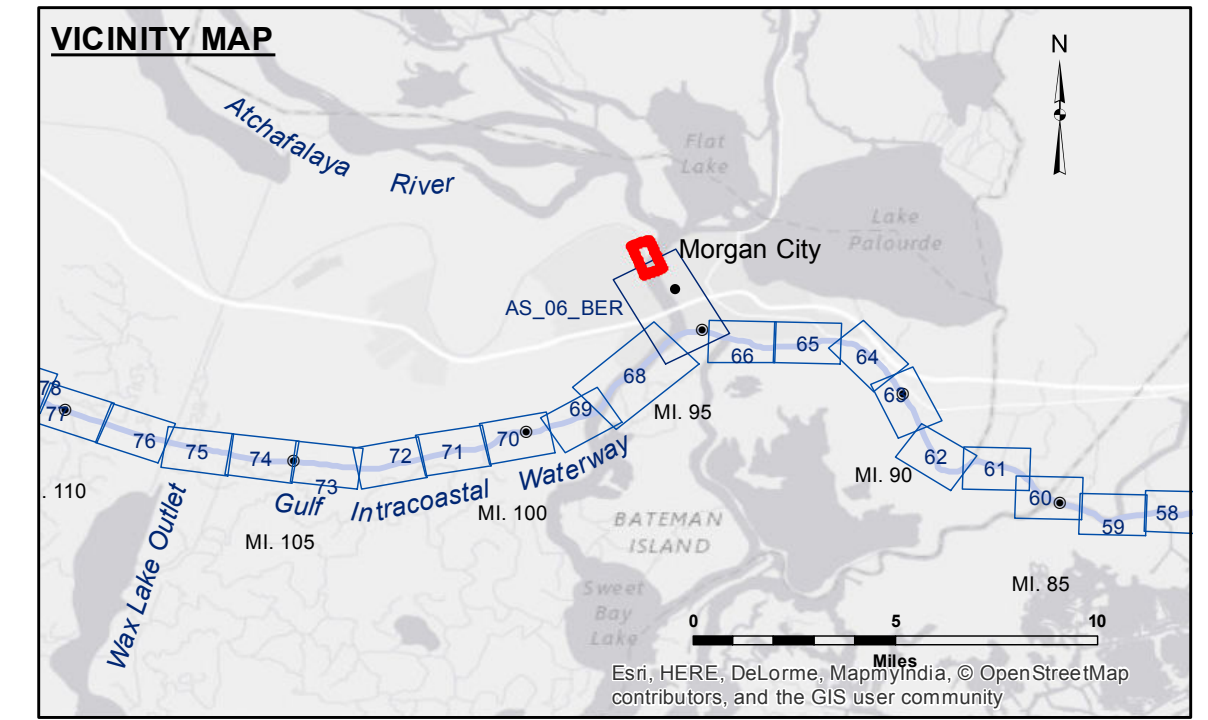 VICINITY MAP
N
Atchafalaya
River
Flat
Lake
Lake
Palourde
Morgan City
AS_06_BER
66
65
64
63
62
61
60
59
58
68
69
70
71
72
73
74
75
76
77
78
MI. 95
MI. 90
MI. 85
MI. 100
MI. 105
. 110
Wax Lake Outlet
Gulf Intracoastal Waterway
BATEMAN
ISLAND
Sweet
Bay
Lake
0 5 10
Miles
Esri, HERE, DeLorme, MapmyIndia, © OpenStreetMap
contributors, and the GIS user community